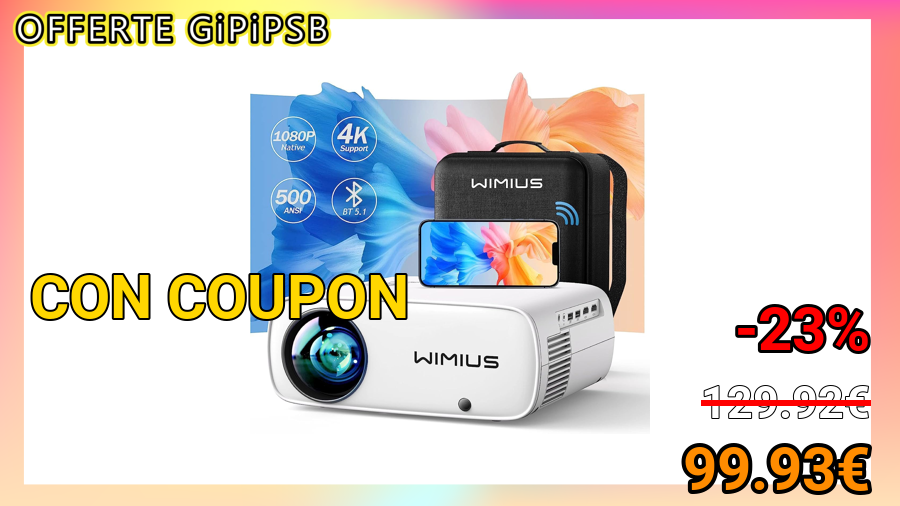 OFFERTE GiPiPSB
1080P
Native
4K
Support
500
ANSI
BT 5.1
WIMIUS
CON COUPON
WIMIUS
-23%
129.92€
99.93€